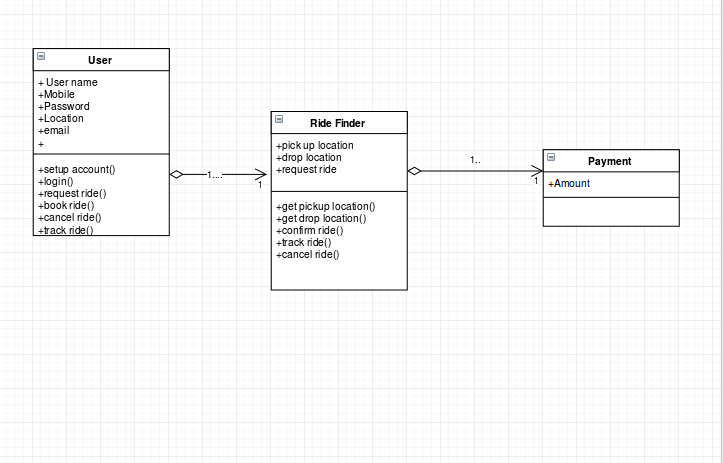 User
+ User name
+Mobile
+Password
+Location
+email
+
+setup account()
+login()
+request ride()
+book ride()
+cancel ride()
+track ride()
1....
1
Ride Finder
+pick up location
+drop location
+request ride
+get pickup location()
+get drop location()
+confirm ride()
+track ride()
+cancel ride()
1..
1
Payment
+Amount